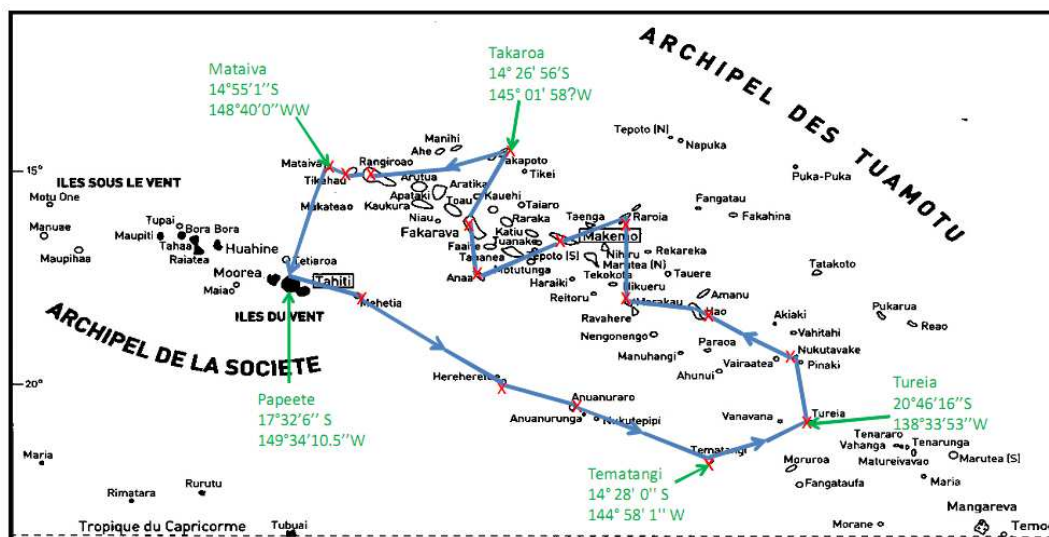 ARCHIPEL DES TUAMOTU
Takaroa
14° 26' 56'S
145° 01' 58?W
Mataiva
14°55'1''S
148°40'0''WW
Tepoto (N)
Napuka
Manihi
Ahe
Mataiva
Rangiroao
Takapoto
Tikei
15°
Tikehau
Arutua
Aratika
Puka-Puka
ILES SOUS LE VENT
Apataki
Toau
Kauehi
Motu One
Makateao
Kaukura
Taiaro
Fangatau
Niau
Raraka
Taenga
Raroia
Fakahina
Tupai
Bora Bora
Fakarava
Katiu
Makemo
Manuae
Maupiti
Tuanake
Huahine
Faaite
Tepoto (S)
Nihiru
Rekareka
Maupihaa
Tahaa
Raiatea
Tetiaroa
Tahanea
Motutunga
Marutea (N)
Tatakoto
Moorea
Tahiti
Anaa
Haraiki
Tekokota
Tauere
Maiao
Hikueru
Reitoru
Marokau
Amanu
Mehetia
Hao
Pukarua
ILES DU VENT
Ravahere
Akiaki
Reao
Nengonengo
Vahitahi
ARCHIPEL DE LA SOCIETE
Paraoa
Manuhangi
Nukutavake
Vairaatea
Pinaki
Ahunui
20°
Herehereta
Papeete
17°32'6'' S
149°34'10.5''W
Anuanuraro
Tureia
20°46'16''S
138°33'53''W
Anuanurunga
Nukutepipi
Vanavana
Tureia
Tenararo
Vahanga
Tenarunga
Tematangi
Matureivavao
Marutea (S)
Maria
Moruroa
Tematangi
14° 28' 0'' S
144° 58' 1'' W
Fangataufa
Maria
Rurutu
Rimatara
Mangareva
Tropique du Capricorne
Tubuai
Morane
Temoe